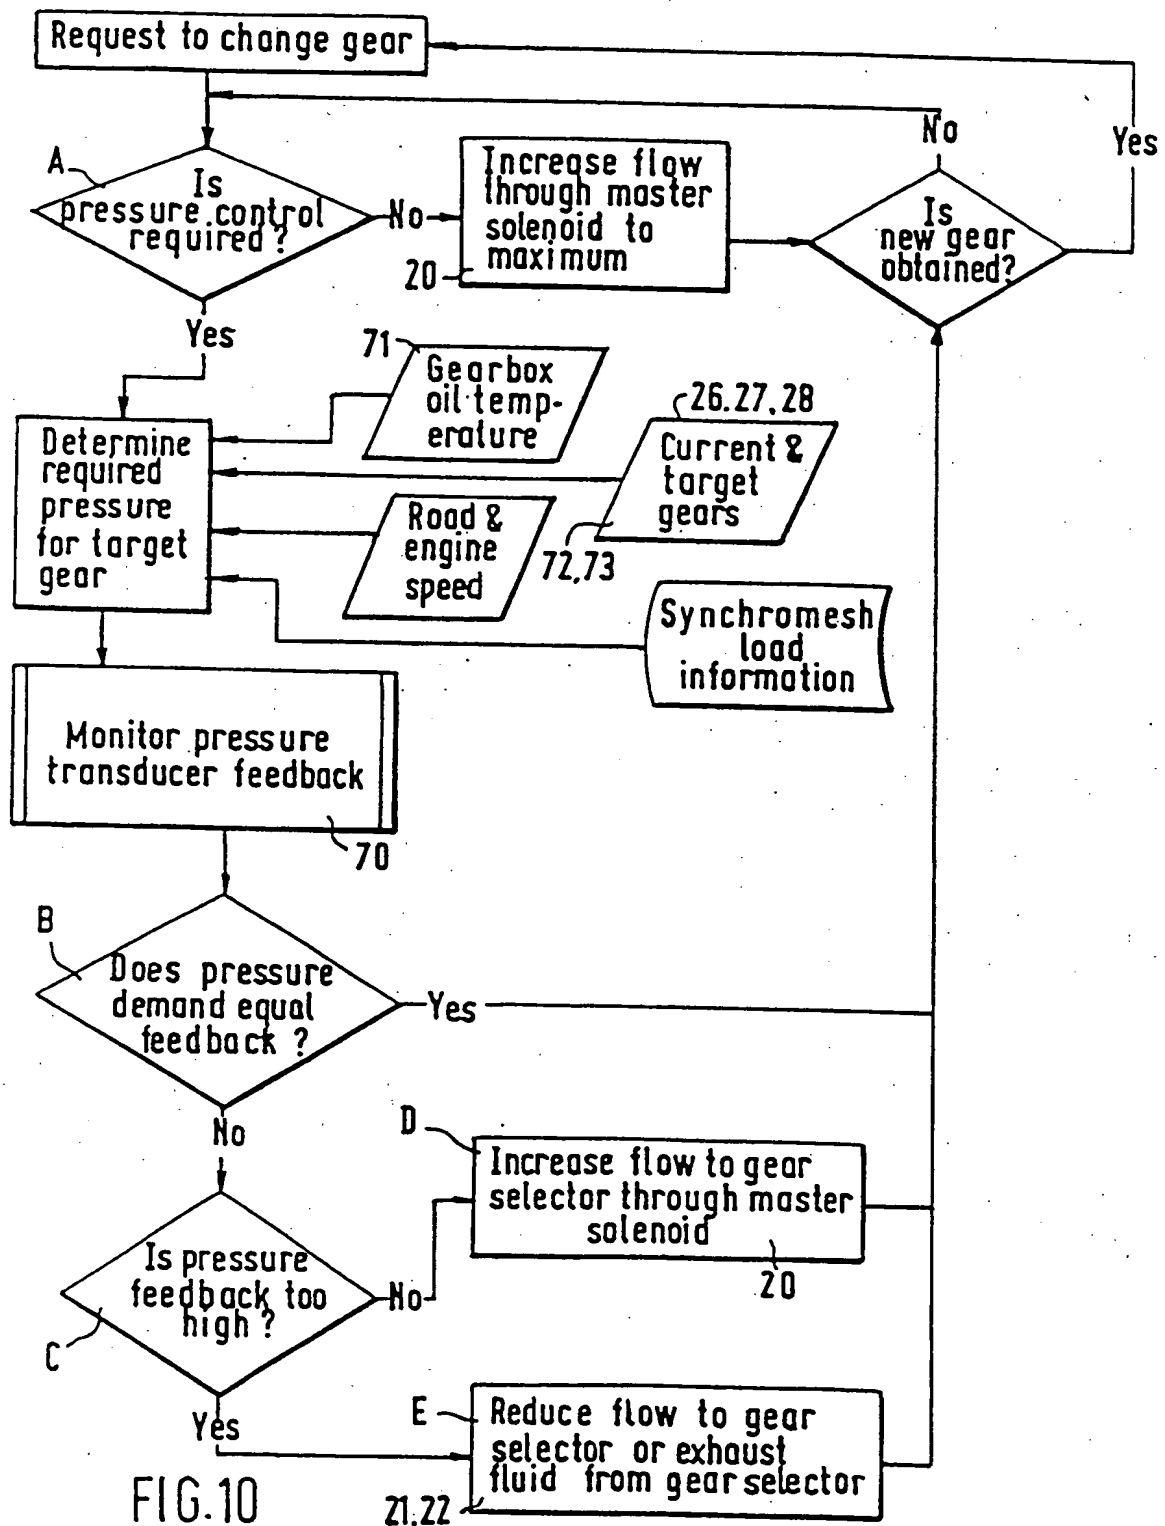 Request to change gear
No
Yes
A
Is
pressure control
required?
No
Increase flow
through master
solenoid to
maximum
20
Is
new gear
obtained?
Yes
71
Gearbox
oil temp-
erature
26.27, 28
Current &
target
gears
72,73
Determine
required
pressure
for target
gear
Road &
engine
speed
Synchromesh
load
information
Monitor pressure
transducer feedback
70
B
Does pressure
demand equal
feedback ?
Yes
No
D
Increase flow to gear
selector through master
solenoid
20
Is pressure
feedback too
high ?
No
C
Yes
E
Reduce flow to gear
selector or exhaust
fluid from gear selector
21,22
FIG.10